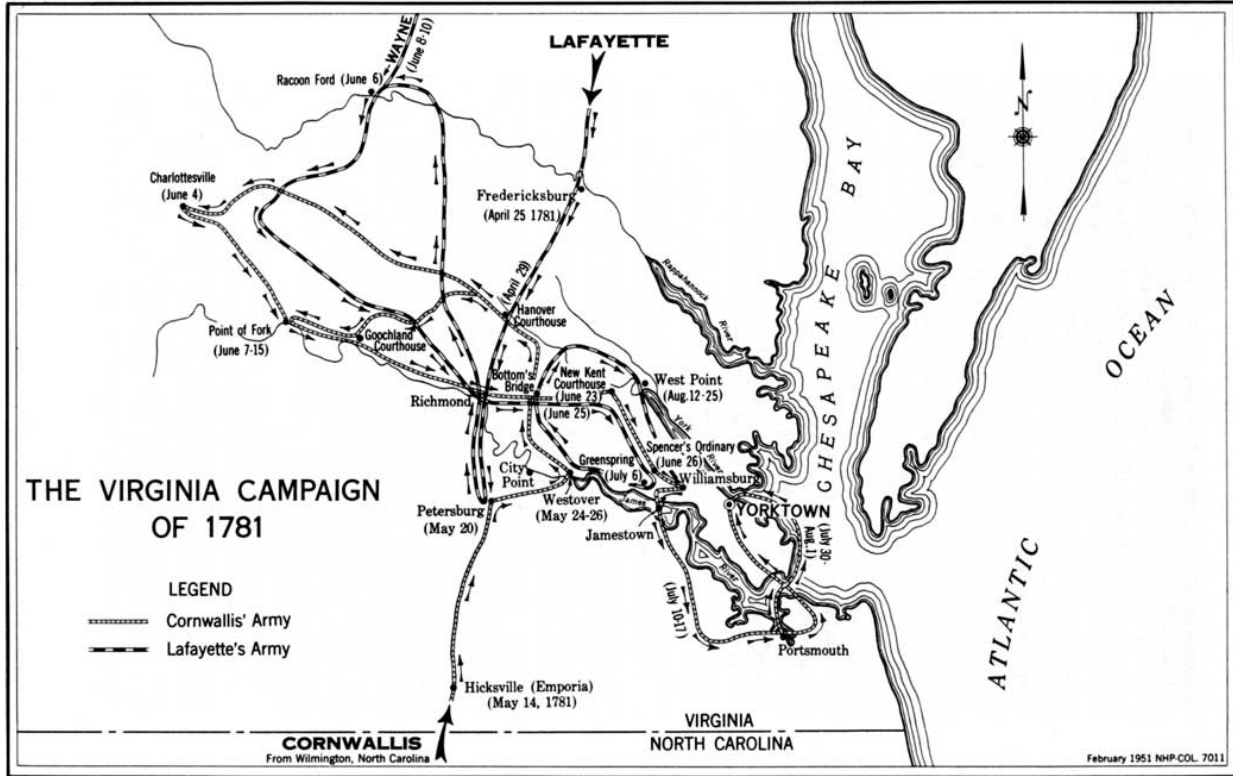 WAYNE
(June 8-10)
LAFAYETTE
Racoon Ford (June 6)
N
Charlottesville
(June 4)
Fredericksburg
(April 25 1781)
(April 29)
CHESAPEAKE BAY
Rappahannock
River
Hanover
Courthouse
Point of Fork
(June 7-15)
Goochland
Courthouse
ATLANTIC
OCEAN
Bottom's
Bridge
New Kent
Courthouse
(June 23)
(June 25)
West Point
(Aug. 12-25)
Richmond
York
River
Spencer's Ordinary
(June 26)
Greenspring
(July 6)
Williamsburg
City
Point
THE VIRGINIA CAMPAIGN
OF 1781
Petersburg
(May 20)
Westover
(May 24-26)
James
River
YORKTOWN
Jamestown
(July 30-
Aug. 1)
LEGEND
Cornwallis' Army
Lafayette's Army
(July 10-17)
Portsmouth
Hicksville (Emporia)
(May 14, 1781)
VIRGINIA
NORTH CAROLINA
CORNWALLIS
From Wilmington, North Carolina
February 1951 NHP-COL. 7011